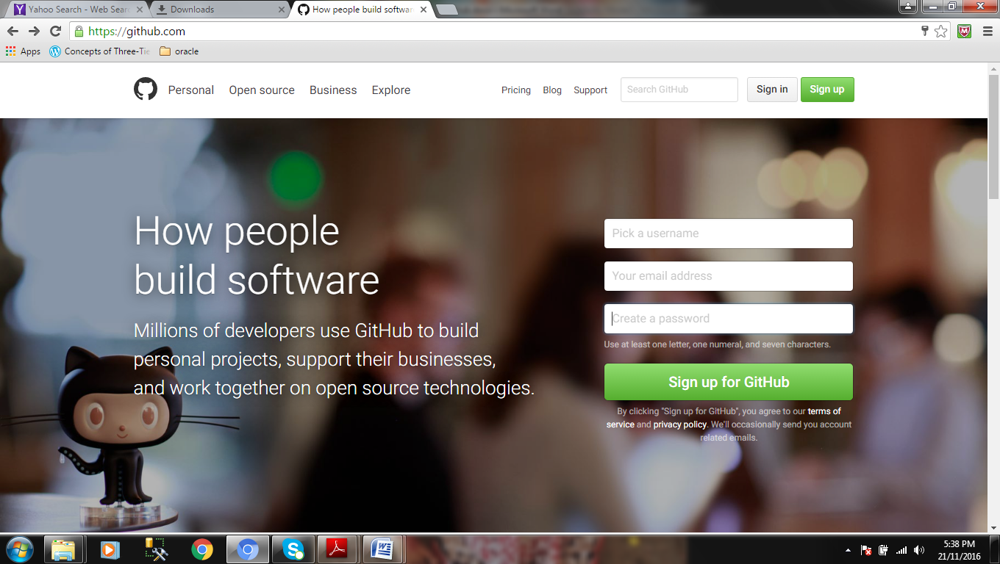 Yahoo Search - Web Sear
Downloads
How people build softwar
https://github.com
Apps
Concepts of Three-Tie
oracle
Personal
Open source
Business
Explore
Pricing
Blog
Support
Search GitHub
Sign in
Sign up
How people
build software
Millions of developers use GitHub to build
personal projects, support their businesses,
and work together on open source technologies.
Pick a username
Your email address
Create a password
Use at least one letter, one numeral, and seven characters.
Sign up for GitHub
By clicking "Sign up for GitHub", you agree to our terms of
service and privacy policy. We'll occasionally send you account
related emails.
5:38 PM
21/11/2016